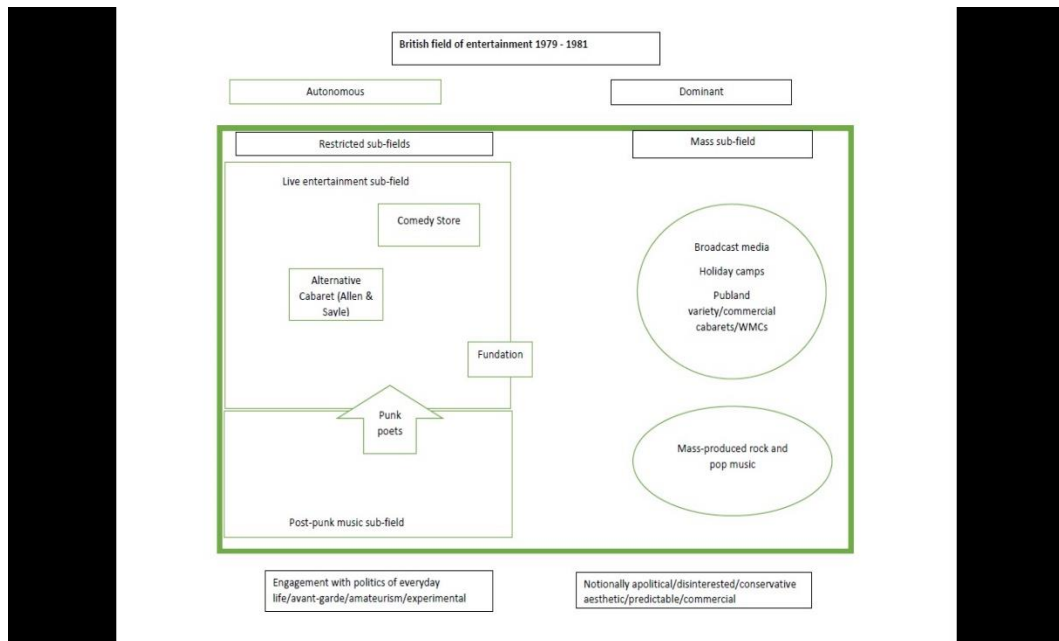 British field of entertainment 1979 - 1981
Autonomous
Dominant
Restricted sub-fields
Mass sub-field
Live entertainment sub-field
Comedy Store
Alternative
Cabaret (Allen &
Sayle)
Fundation
Punk
poets
Post-punk music sub-field
Broadcast media
Holiday camps
Publand
variety/commercial
cabarets/WMCs
Mass-produced rock and
pop music
Engagement with politics of everyday
life/avant-garde/amateurism/experimental
Notionally apolitical/disinterested/conservative
aesthetic/predictable/commercial